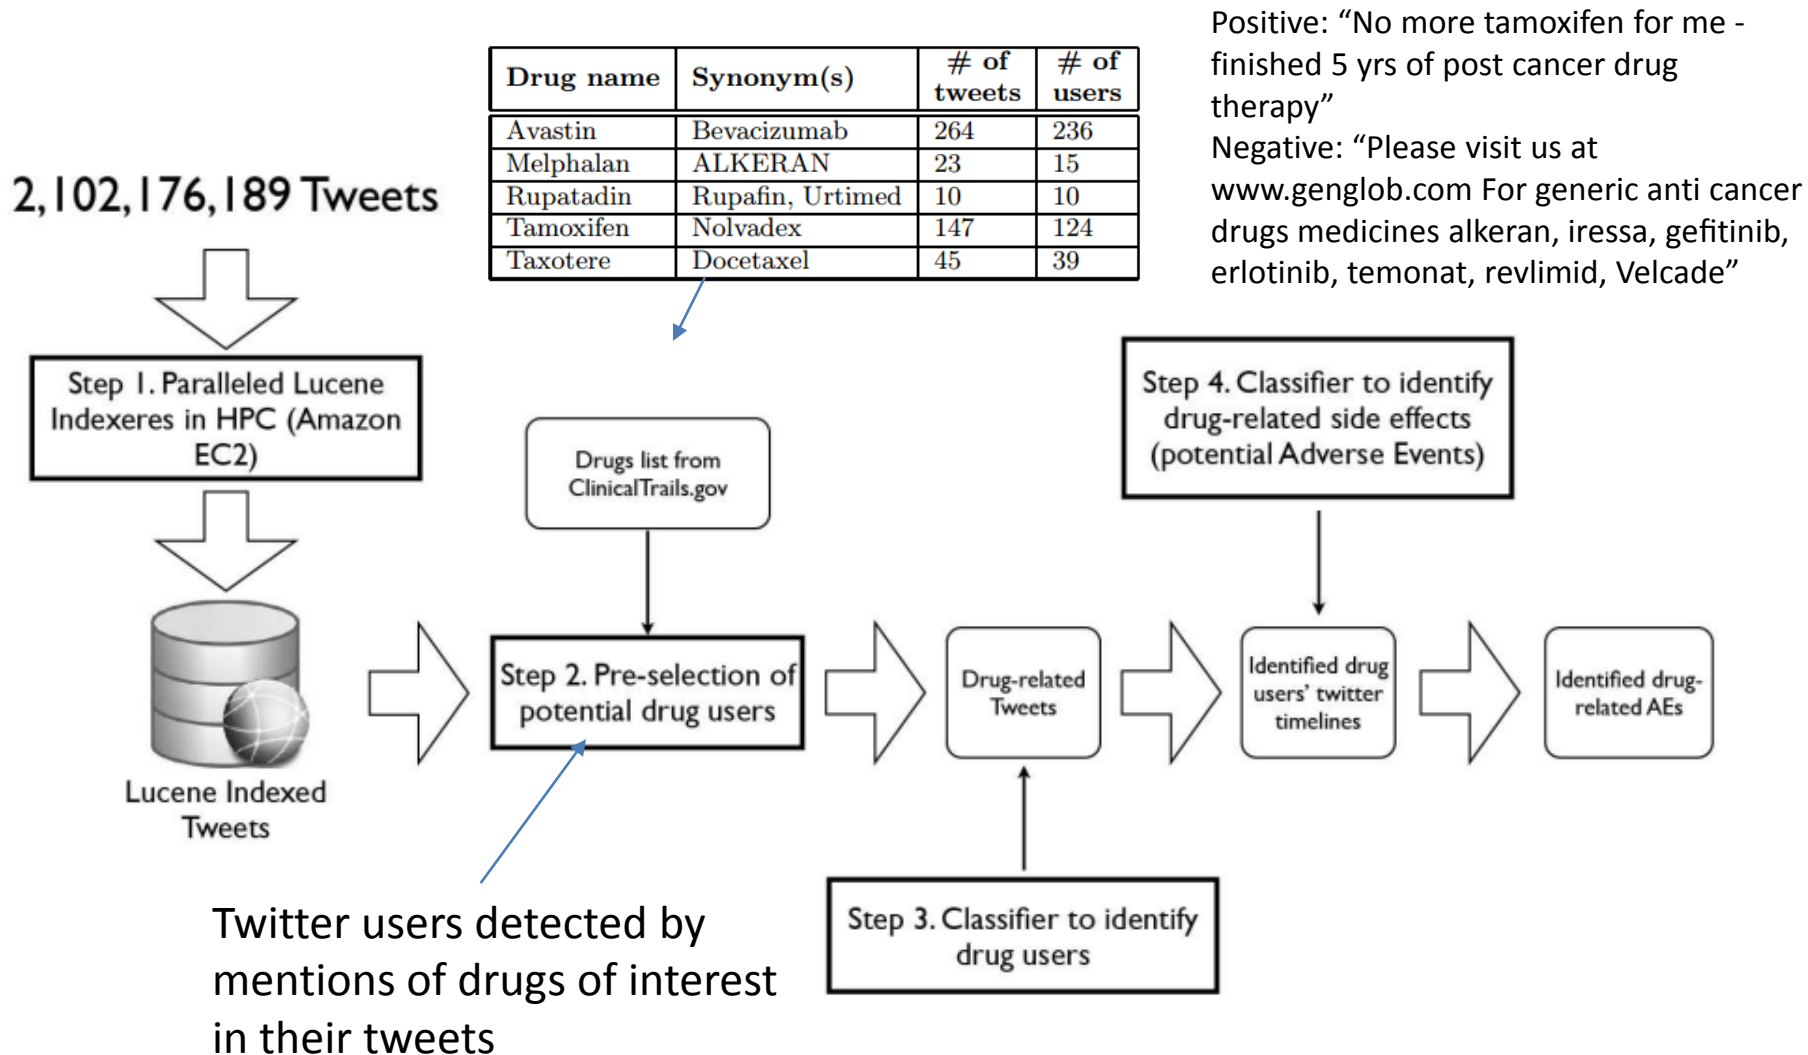 Positive: “No more tamoxifen for me -
finished 5 yrs of post cancer drug
therapy”
Negative: “Please visit us at
www.genglob.com For generic anti cancer
drugs medicines alkeran, iressa, gefitinib,
erlotinib, temonat, revlimid, Velcade”
Drug name Synonym(s) # of tweets # of users
Avastin Bevacizumab 264 236
Melphalan ALKERAN 23 15
Rupatadin Rupafin, Urtimed 10 10
Tamoxifen Nolvadex 147 124
Taxotere Docetaxel 45 39
2,102,176,189 Tweets
Step 1. Paralleled Lucene
Indexeres in HPC (Amazon
EC2)
Lucene Indexed
Tweets
Drugs list from
ClinicalTrails.gov
Step 2. Pre-selection of
potential drug users
Twitter users detected by
mentions of drugs of interest
in their tweets
Drug-related
Tweets
Step 3. Classifier to identify
drug users
Step 4. Classifier to identify
drug-related side effects
(potential Adverse Events)
Identified drug
users’ twitter
timelines
Identified drug-
related AEs